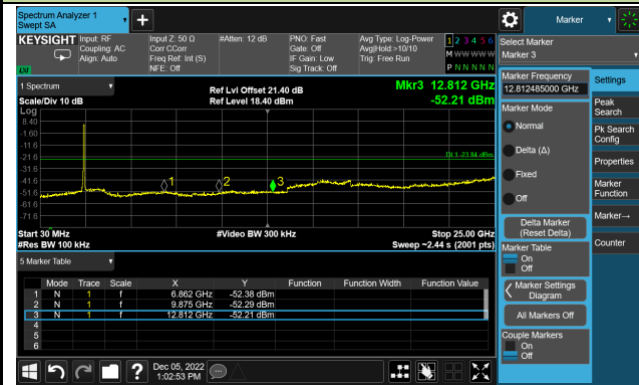 Spectrum Analyzer 1
Swept SA
Marker
KEYSIGHT
Input: RF
Coupling: AC
Align: Auto
Input Z: 50 Ω
Corr CCorr
Freq Ref: Int (S)
NFE: Off
#Atten: 12 dB
PNO: Fast
Gate: Off
IF Gain: Low
Sig Track: Off
Avg Type: Log-Power
Avg|Hold:>10/10
Trig: Free Run
1 2 3 4 5 6
M W W W W W
P N N N N N
Select Marker
Marker 3
1 Spectrum
Scale/Div 10 dB
Log
Ref Lvl Offset 21.40 dB
Ref Level 18.40 dBm
Mkr3 12.812 GHz
-52.21 dBm
8.40
-1.60
-11.6
-21.6
-31.6
-41.6
-51.6
-61.6
-71.6
DL1 -23.84 dBm
1
2
3
Start 30 MHz
#Res BW 100 kHz
#Video BW 300 kHz
Stop 25.00 GHz
Sweep ~2.44 s (2001 pts)
5 Marker Table
Mode Trace Scale X Y Function Function Width Function Value
1 N 1 f 6.862 GHz -52.38 dBm
2 N 1 f 9.875 GHz -52.29 dBm
3 N 1 f 12.812 GHz -52.21 dBm
4
5
6
Marker Frequency
12.812485000 GHz
Marker Mode
Normal
Delta (Δ)
Fixed
Off
Delta Marker
(Reset Delta)
Marker Table
On
Off
Marker Settings
Diagram
All Markers Off
Couple Markers
On
Off
Settings
Peak
Search
Pk Search
Config
Properties
Marker
Function
Marker→
Counter
?
Dec 05, 2022
1:02:53 PM